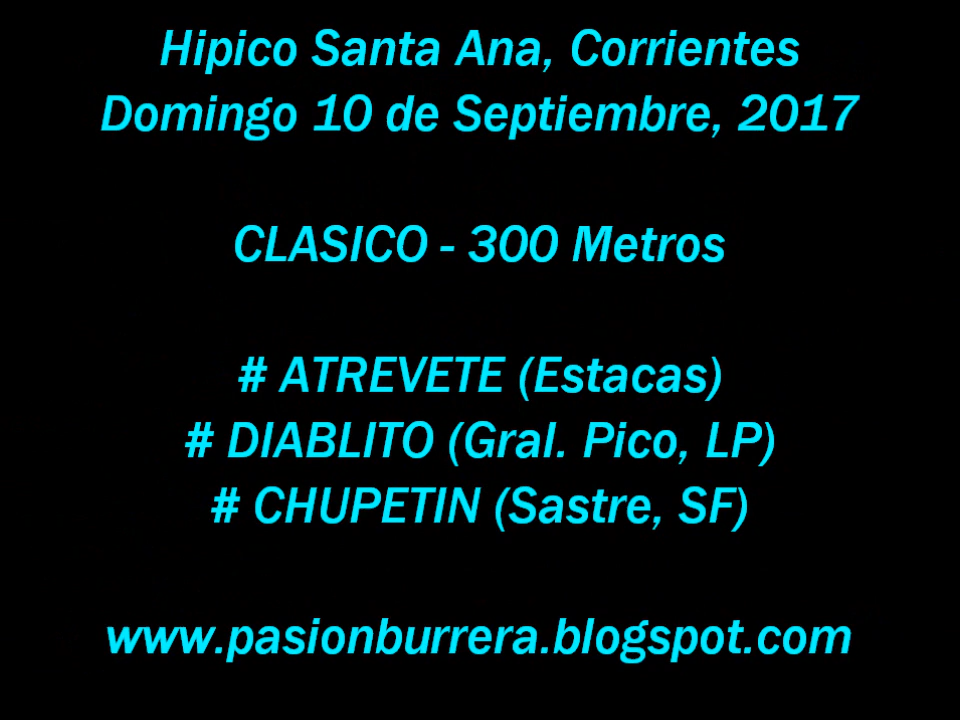 Hipico Santa Ana, Corrientes
Domingo 10 de Septiembre, 2017
CLASICO - 300 Metros
# ATREVETE (Estacas)
# DIABLITO (Gral. Pico, LP)
# CHUPETIN (Sastre, SF)
www.pasionburrera.blogspot.com